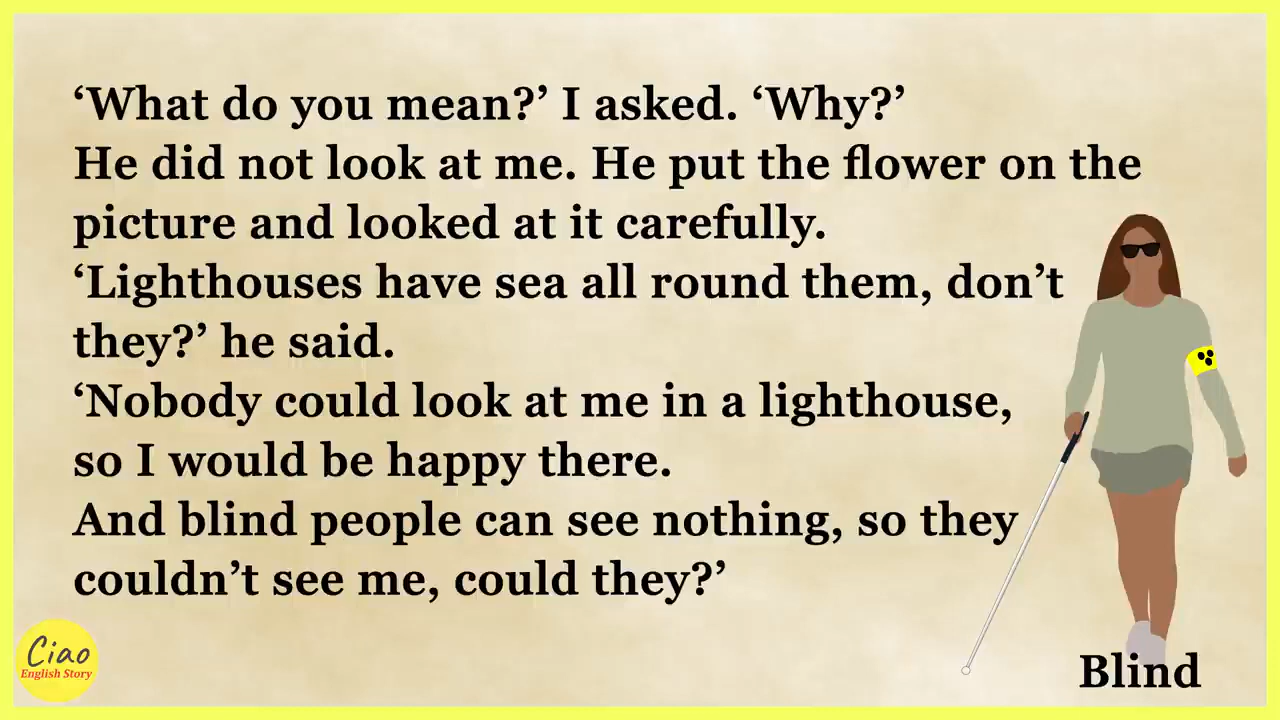 ‘What do you mean?’ I asked. ‘Why?’
He did not look at me. He put the flower on the
picture and looked at it carefully.
‘Lighthouses have sea all round them, don’t
they?’ he said.
‘Nobody could look at me in a lighthouse,
so I would be happy there.
And blind people can see nothing, so they
couldn’t see me, could they?’
Ciao
English Story
Blind